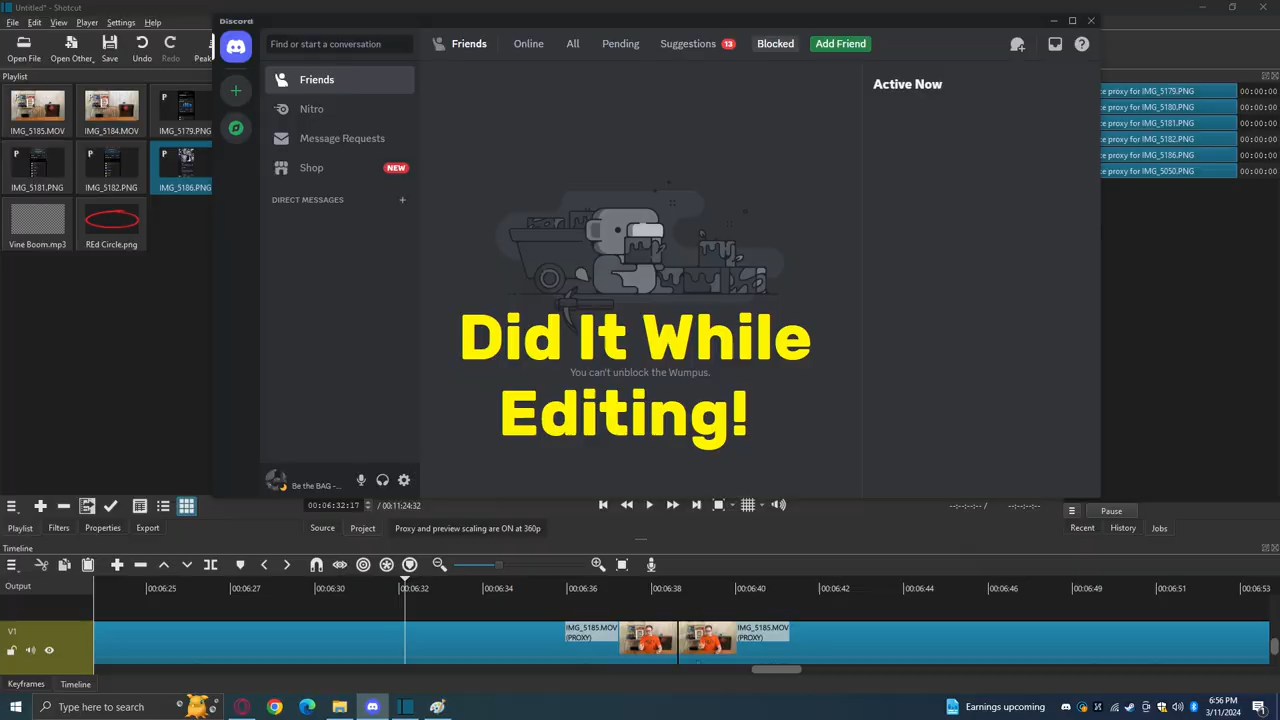 Untitled* - Shotcut
Discord
File Edit View Player Settings Help
Find or start a conversation
Friends Online All Pending Suggestions 13 Blocked Add Friend
Open File Open Other.. Save Undo Redo Peak
Playlist
Friends
Active Now
Nitro
IMG_5185.MOV IMG_5184.MOV P IMG_5179.PNG
Message Requests
Shop NEW
P IMG_5181.PNG P IMG_5182.PNG P IMG_5186.PNG
DIRECT MESSAGES +
Vine Boom.mp3 REd Circle.png
e proxy for IMG_5179.PNG 00:00:00
e proxy for IMG_5180.PNG 00:00:00
e proxy for IMG_5181.PNG 00:00:00
e proxy for IMG_5182.PNG 00:00:00
e proxy for IMG_5186.PNG 00:00:00
e proxy for IMG_5050.PNG 00:00:00
Did It While
You can't unblock the Wumpus.
Editing!
Be the BAG –...
00:06:32:17 / 00:11:24:32
--:--:--:-- / --:--:--:--
Pause
Playlist Filters Properties Export
Source Project Proxy and preview scaling are ON at 360p
Recent History Jobs
Timeline
Output
00:06:25 00:06:27 00:06:30 00:06:32 00:06:34 00:06:36 00:06:38 00:06:40 00:06:42 00:06:44 00:06:46 00:06:49 00:06:51 00:06:53
V1
IMG_5185.MOV
(PROXY)
IMG_5185.MOV
(PROXY)
Keyframes Timeline
Type here to search
Earnings upcoming
6:56 PM
3/11/2024